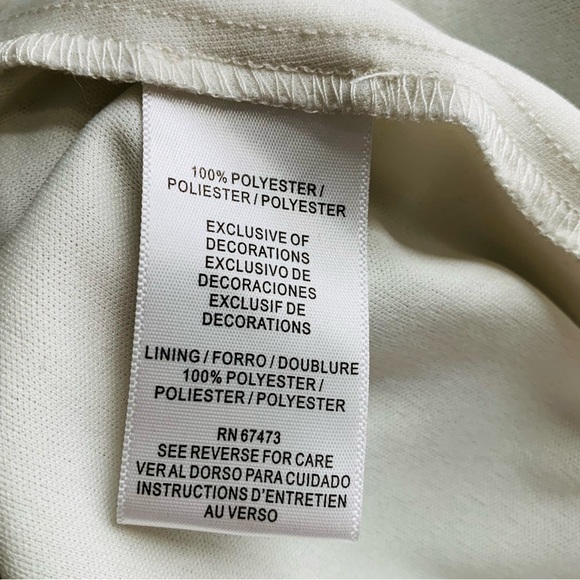 100% POLYESTER /
POLIESTER / POLYESTER
EXCLUSIVE OF
DECORATIONS
EXCLUSIVO DE
DECORACIONES
EXCLUSIF DE
DECORATIONS
LINING / FORRO / DOUBLURE
100% POLYESTER /
POLIESTER / POLYESTER
RN 67473
SEE REVERSE FOR CARE
VER AL DORSO PARA CUIDADO
INSTRUCTIONS D'ENTRETIEN
AU VERSO